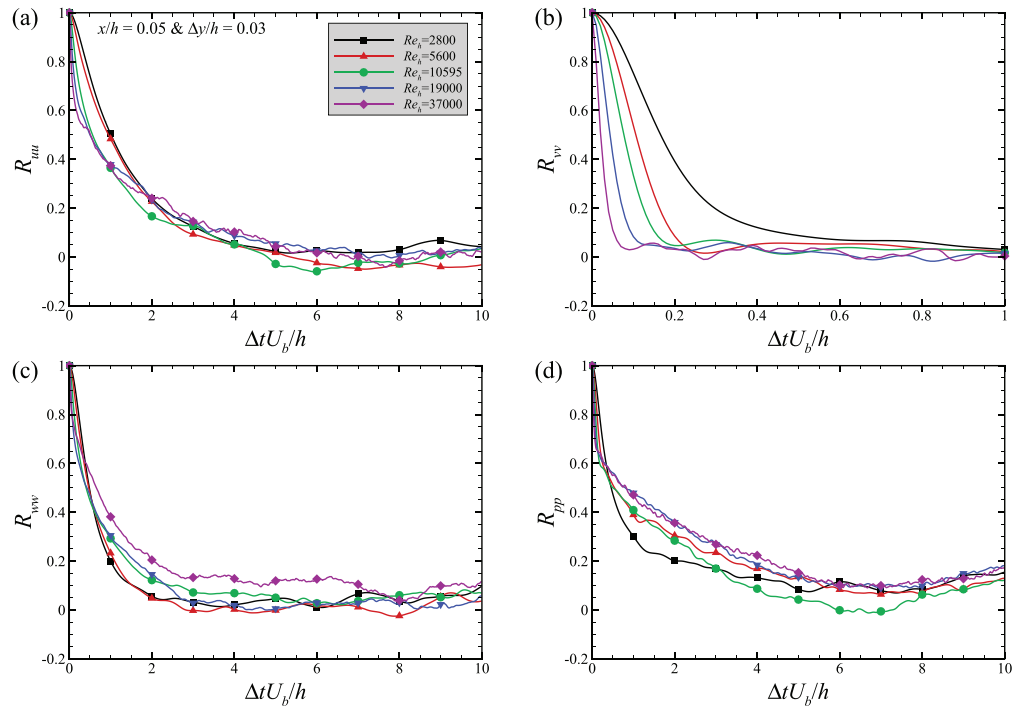 (a)
x/h = 0.05 & Δy/h = 0.03
Re_h=2800
Re_h=5600
Re_h=10595
Re_h=19000
Re_h=37000
R_uu
1
0.8
0.6
0.4
0.2
0
-0.2
0 2 4 6 8 10
ΔtU_b/h
(b)
R_vv
1
0.8
0.6
0.4
0.2
0
-0.2
0 0.2 0.4 0.6 0.8 1
ΔtU_b/h
(c)
R_ww
1
0.8
0.6
0.4
0.2
0
-0.2
0 2 4 6 8 10
ΔtU_b/h
(d)
R_pp
1
0.8
0.6
0.4
0.2
0
-0.2
0 2 4 6 8 10
ΔtU_b/h